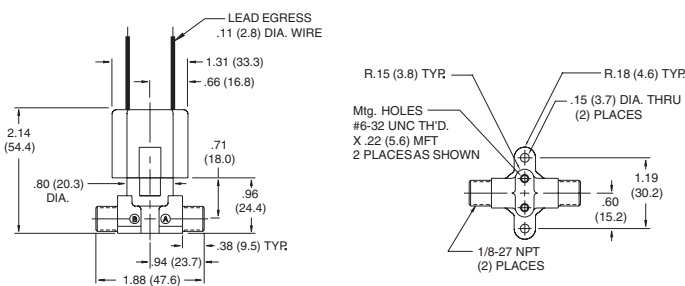 LEAD EGRESS
.11 (2.8) DIA. WIRE
1.31 (33.3)
.66 (16.8)
2.14
(54.4)
.71
(18.0)
.80 (20.3)
DIA.
.96
(24.4)
B
A
.38 (9.5) TYP.
.94 (23.7)
1.88 (47.6)
R.15 (3.8) TYP.
R.18 (4.6) TYP.
.15 (3.7) DIA. THRU
(2) PLACES
Mtg. HOLES
#6-32 UNC TH'D.
X .22 (5.6) MFT
2 PLACES AS SHOWN
1.19
(30.2)
.60
(15.2)
1/8-27 NPT
(2) PLACES